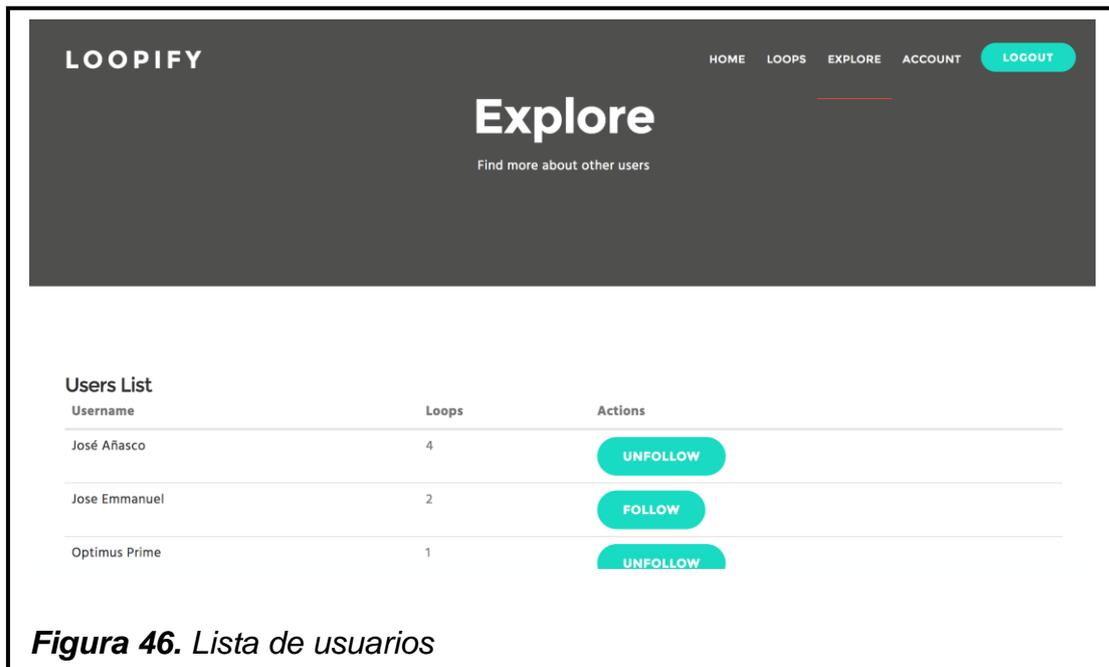 LOOPIFY
HOME LOOPS EXPLORE ACCOUNT LOGOUT
Explore
Find more about other users
Users List
Username Loops Actions
José Añasco 4 UNFOLLOW
Jose Emmanuel 2 FOLLOW
Optimus Prime 1 UNFOLLOW
Figura 46. Lista de usuarios